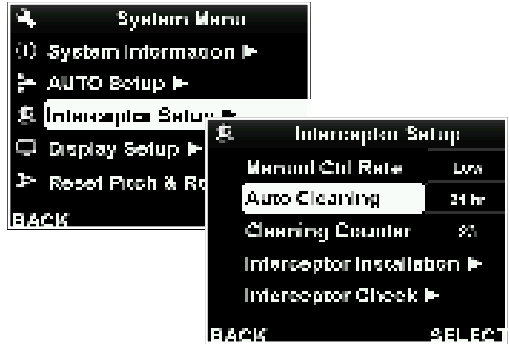 System Menu
System Information
AUTO Setup
Interceptor Setup
Display Setup
Reset Pitch &
BACK
Interceptor Setup
Manual Ctrl Rate Low
Auto Cleaning 24 hr
Cleaning Counter
Interceptor Installation
Interceptor Check
BACK SELECT